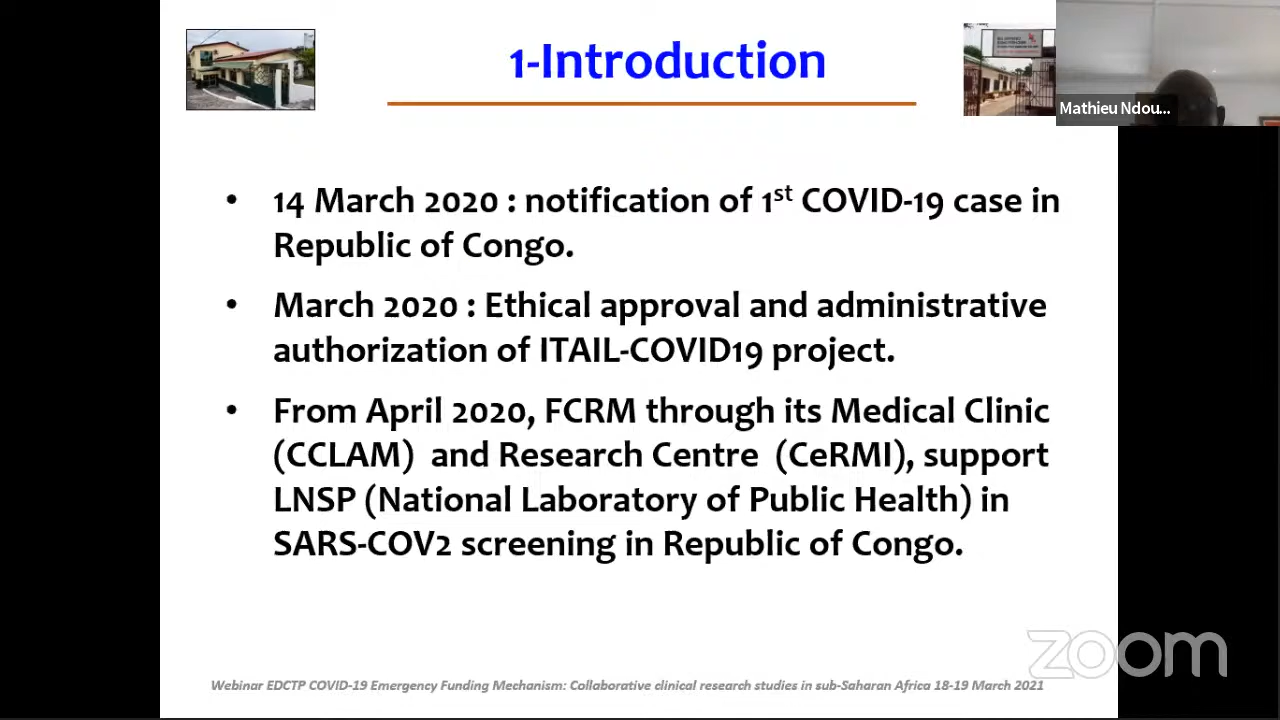 1-Introduction
Mathieu Ndou...
• 14 March 2020 : notification of 1st COVID-19 case in
Republic of Congo.
• March 2020 : Ethical approval and administrative
authorization of ITAIL-COVID19 project.
• From April 2020, FCRM through its Medical Clinic
(CCLAM) and Research Centre (CeRMI), support
LNSP (National Laboratory of Public Health) in
SARS-COV2 screening in Republic of Congo.
zoom
Webinar EDCTP COVID-19 Emergency Funding Mechanism: Collaborative clinical research studies in sub-Saharan Africa 18-19 March 2021